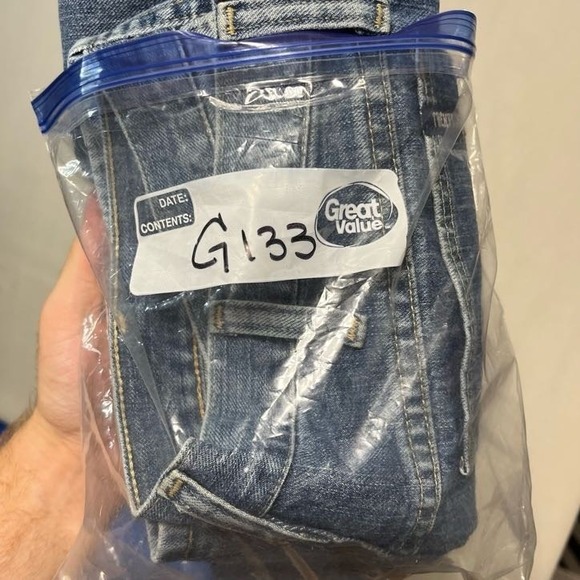 DATE:
CONTENTS:
G133
Great
Value